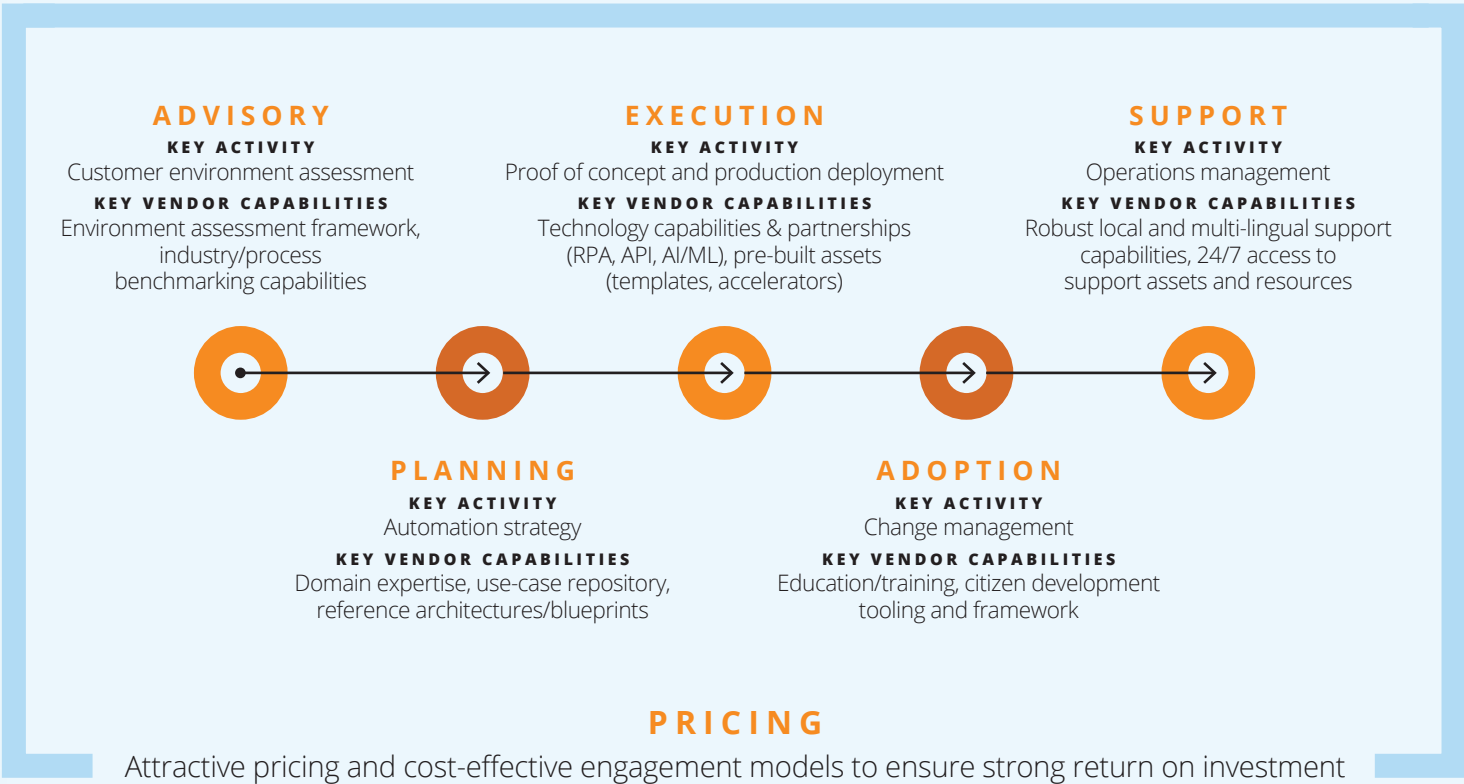 ADVISORY
KEY ACTIVITY
Customer environment assessment
KEY VENDOR CAPABILITIES
Environment assessment framework,
industry/process
benchmarking capabilities
EXECUTION
KEY ACTIVITY
Proof of concept and production deployment
KEY VENDOR CAPABILITIES
Technology capabilities & partnerships
(RPA, API, AI/ML), pre-built assets
(templates, accelerators)
SUPPORT
KEY ACTIVITY
Operations management
KEY VENDOR CAPABILITIES
Robust local and multi-lingual support
capabilities, 24/7 access to
support assets and resources
PLANNING
KEY ACTIVITY
Automation strategy
KEY VENDOR CAPABILITIES
Domain expertise, use-case repository,
reference architectures/blueprints
ADOPTION
KEY ACTIVITY
Change management
KEY VENDOR CAPABILITIES
Education/training, citizen development
tooling and framework
PRICING
Attractive pricing and cost-effective engagement models to ensure strong return on investment